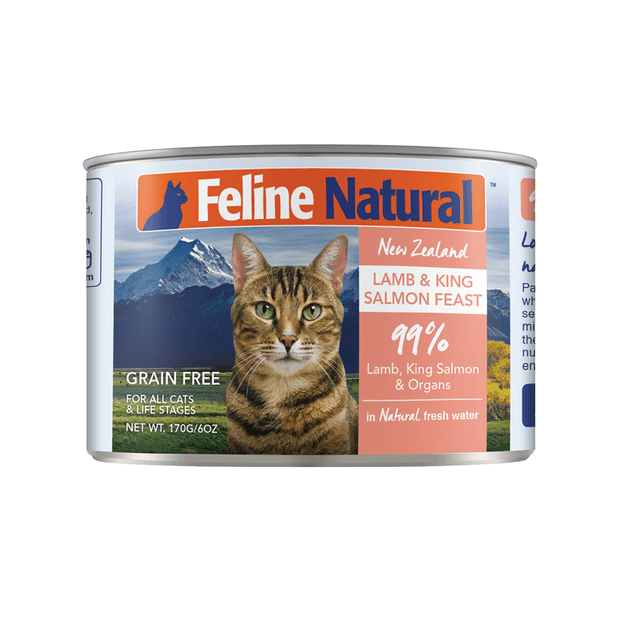 Feline Natural™
New Zealand
LAMB & KING
SALMON FEAST
99%
Lamb, King Salmon
& Organs
in Natural fresh water
GRAIN FREE
FOR ALL CATS
& LIFE STAGES
NET WT. 170G/6OZ